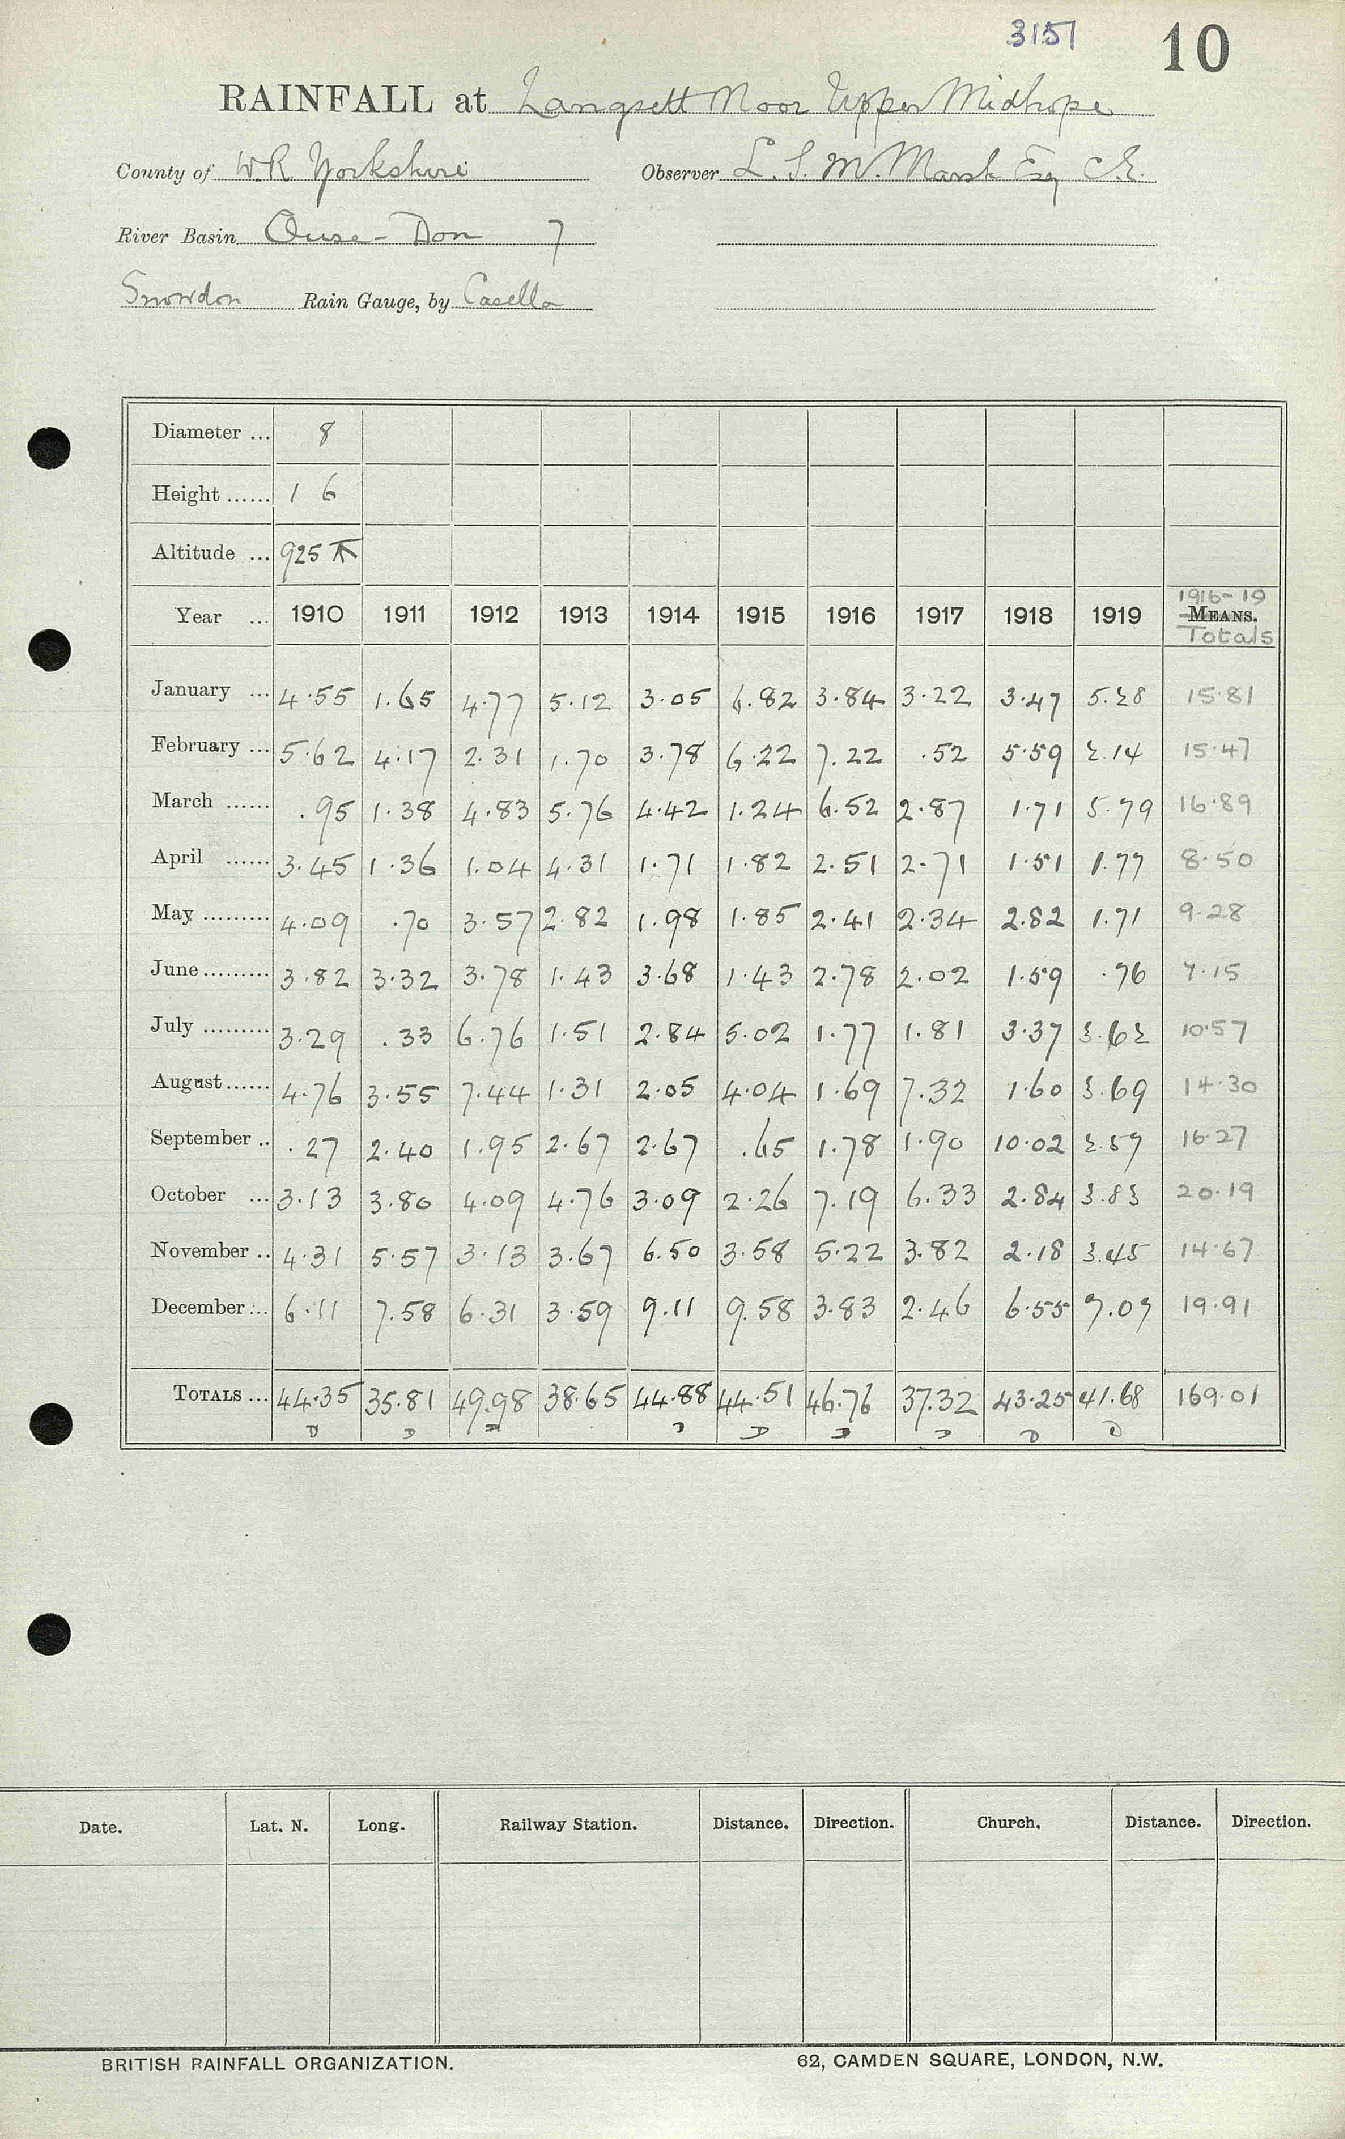 3151 10
RAINFALL at Langsett Moor Upper Midhope
County of W.R Yorkshire Observer L. S. M. Marsh Esq C.E.
River Basin Ouse - Don 7
Snowdon Rain Gauge, by Casella
Diameter ... 8
Height ...... 1 6
Altitude ... 925
1916-19
Year ... 1910 1911 1912 1913 1914 1915 1916 1917 1918 1919 MEANS.
Totals
January ... 4.55 1.65 4.77 5.12 3.05 6.82 3.84 3.22 3.47 5.28 15.81
February ... 5.62 4.17 2.31 1.70 3.78 6.22 7.22 .52 5.59 2.14 15.47
March ...... .95 1.38 4.83 5.76 4.42 1.24 6.52 2.87 1.71 5.79 16.89
April ...... 3.45 1.36 1.04 4.31 1.71 1.82 2.51 2.71 1.51 1.77 8.50
May ......... 4.09 .70 3.57 2.82 1.98 1.85 2.41 2.34 2.82 1.71 9.28
June ......... 3.82 3.32 3.78 1.43 3.68 1.43 2.78 2.02 1.59 .76 7.15
July ......... 3.29 .33 6.76 1.51 2.84 5.02 1.77 1.81 3.37 3.62 10.57
August ...... 4.76 3.55 7.44 1.31 2.05 4.04 1.69 7.32 1.60 3.69 14.30
September .. .27 2.40 1.95 2.67 2.67 .65 1.78 1.90 10.02 2.57 16.27
October ... 3.13 3.80 4.09 4.76 3.09 2.26 7.19 6.33 2.84 3.83 20.19
November .. 4.31 5.57 3.13 3.67 6.50 3.58 5.22 3.82 2.18 3.45 14.67
December ... 6.11 7.58 6.31 3.59 9.11 9.58 3.83 2.46 6.55 7.07 19.91
TOTALS ... 44.35 35.81 49.98 38.65 44.88 44.51 46.76 37.32 43.25 41.68 169.01
Date. Lat. N. Long. Railway Station. Distance. Direction. Church. Distance. Direction.
BRITISH RAINFALL ORGANIZATION. 62, CAMDEN SQUARE, LONDON, N.W.